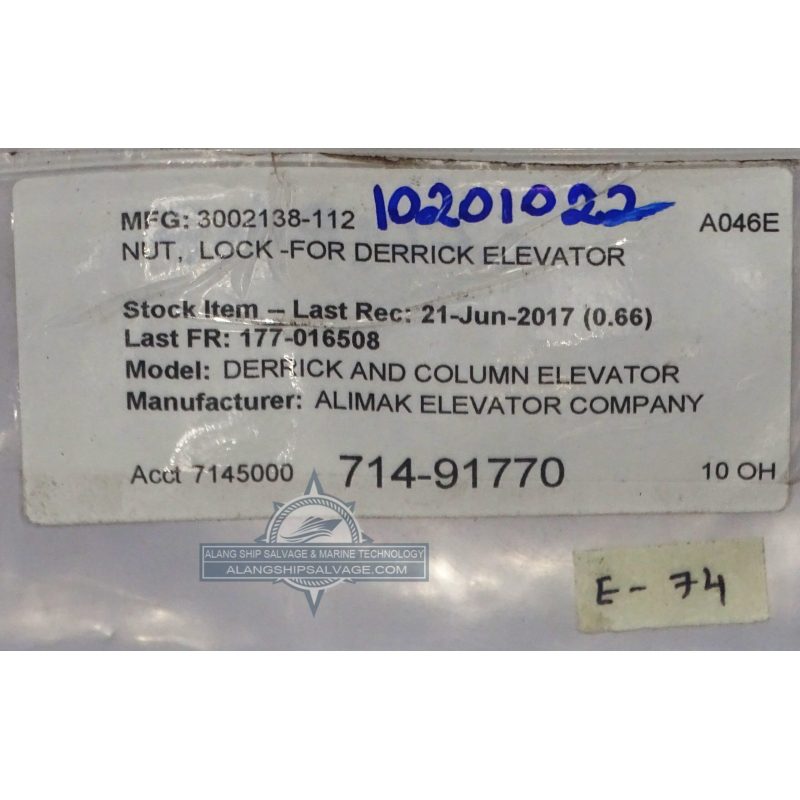 MFG: 3002138-112 10201022 A046E
NUT, LOCK -FOR DERRICK ELEVATOR
Stock Item – Last Rec: 21-Jun-2017 (0.66)
Last FR: 177-016508
Model: DERRICK AND COLUMN ELEVATOR
Manufacturer: ALIMAK ELEVATOR COMPANY
Acct 7145000 714-91770 10 OH
ALANG SHIP SALVAGE & MARINE TECHNOLOGY
ALANGSHIPSALVAGE.COM
E-74